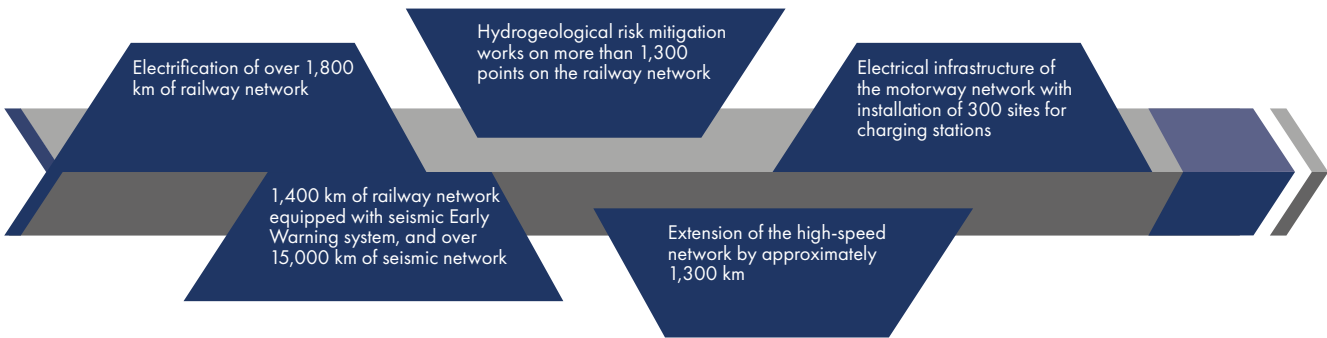 Electrification of over 1,800
km of railway network
1,400 km of railway network
equipped with seismic Early
Warning system, and over
15,000 km of seismic network
Hydrogeological risk mitigation
works on more than 1,300
points on the railway network
Extension of the high-speed
network by approximately
1,300 km
Electrical infrastructure of
the motorway network with
installation of 300 sites for
charging stations